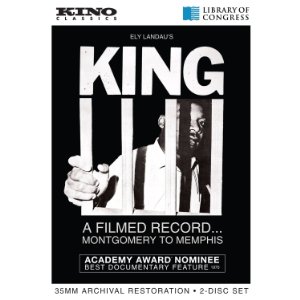 KINO
CLASSICS
LIBRARY OF
CONGRESS
ELY LANDAU'S
KING
A FILMED RECORD...
MONTGOMERY TO MEMPHIS
ACADEMY AWARD NOMINEE
BEST DOCUMENTARY FEATURE 1970
35MM ARCHIVAL RESTORATION • 2-DISC SET